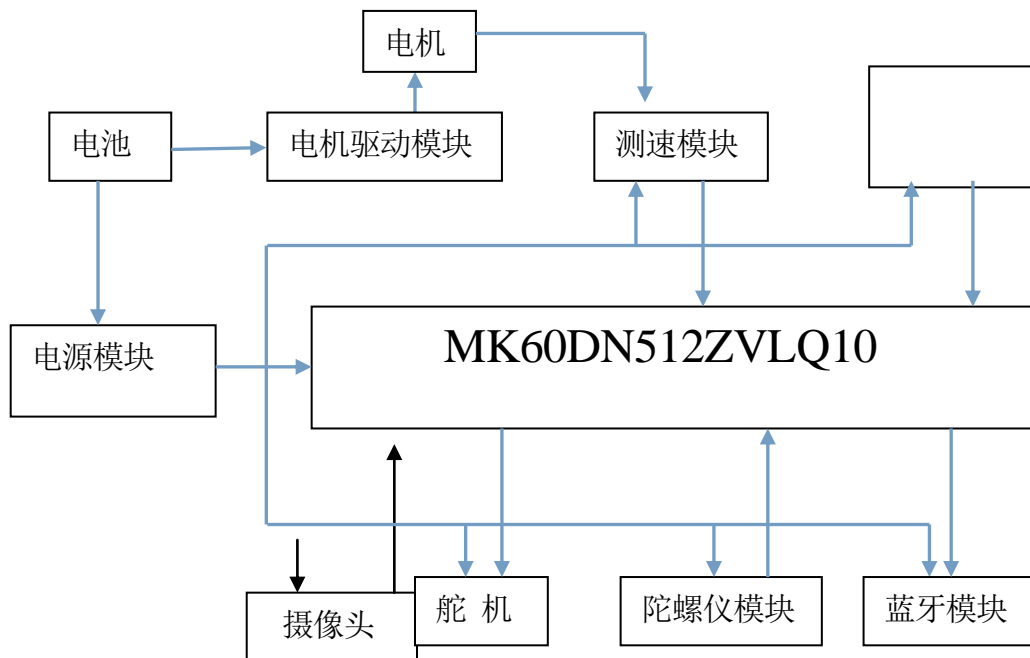 电机
电池
电机驱动模块
测速模块
电源模块
MK60DN512ZVLQ10
摄像头
舵 机
陀螺仪模块
蓝牙模块